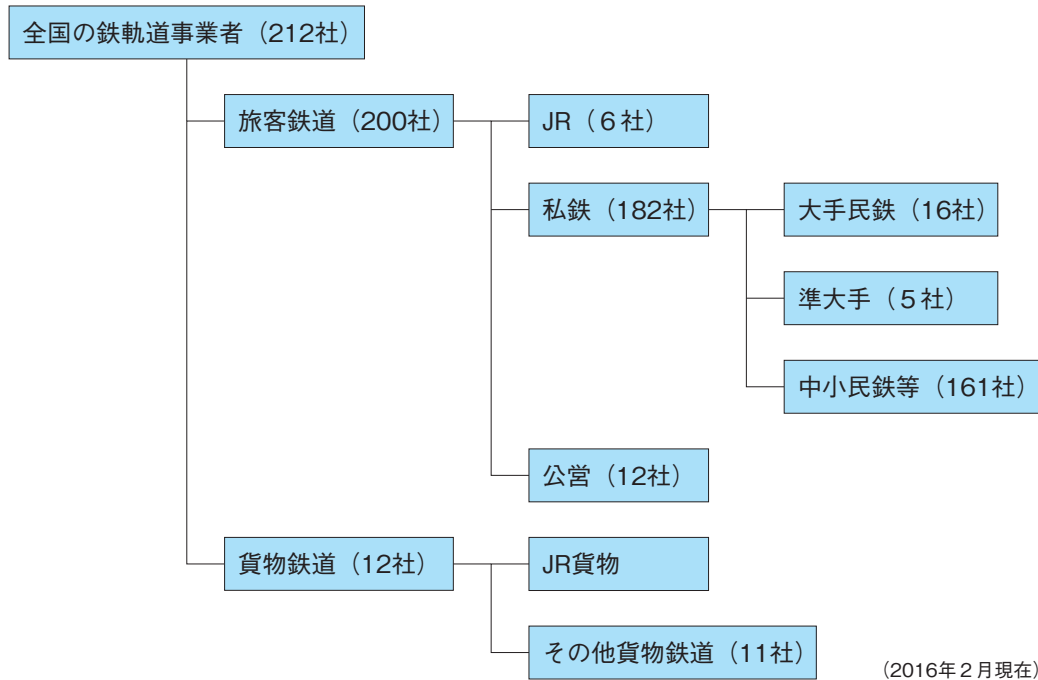 全国の鉄軌道事業者（212社）
旅客鉄道（200社）
JR（６社）
私鉄（182社）
大手民鉄（16社）
準大手（５社）
中小民鉄等（161社）
公営（12社）
貨物鉄道（12社）
JR貨物
その他貨物鉄道（11社）
（2016年２月現在）